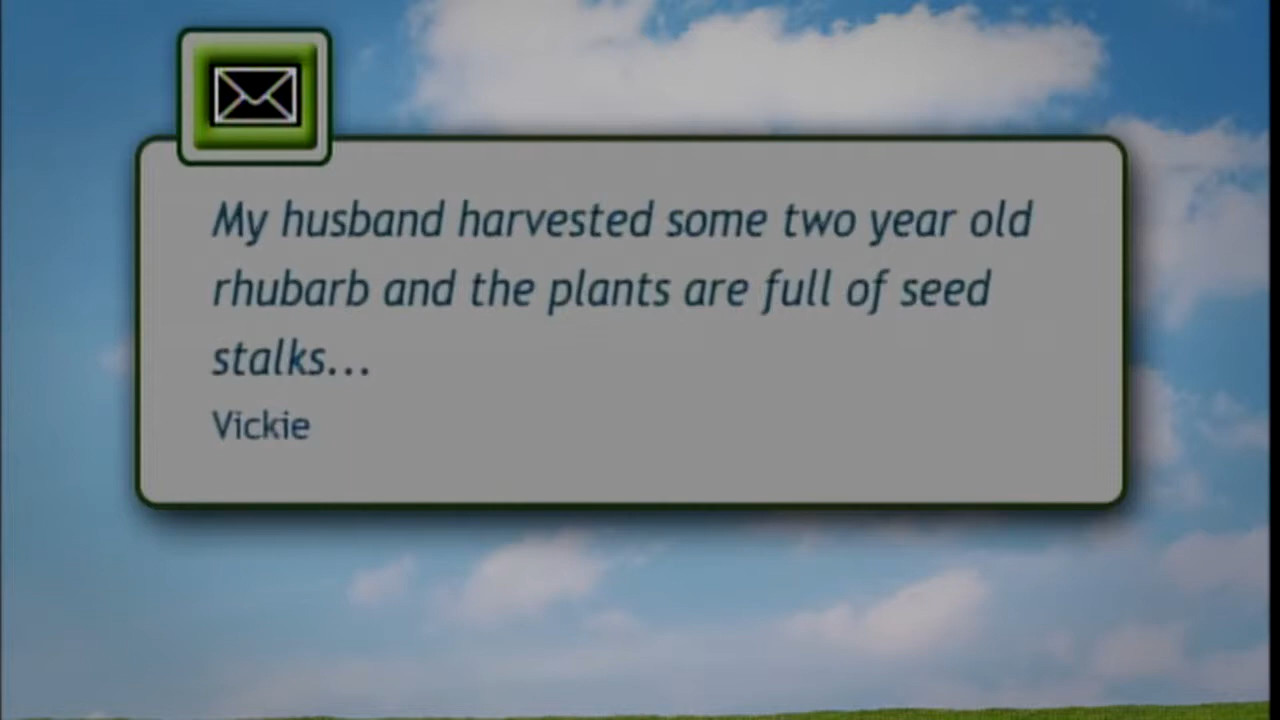 My husband harvested some two year old
rhubarb and the plants are full of seed
stalks...
Vickie